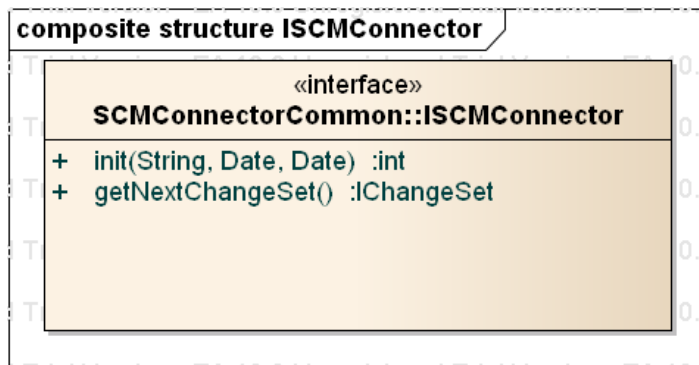 composite structure ISCMConnector
«interface»
SCMConnectorCommon::ISCMConnector
+ init(String, Date, Date) :int
+ getNextChangeSet() :IChangeSet